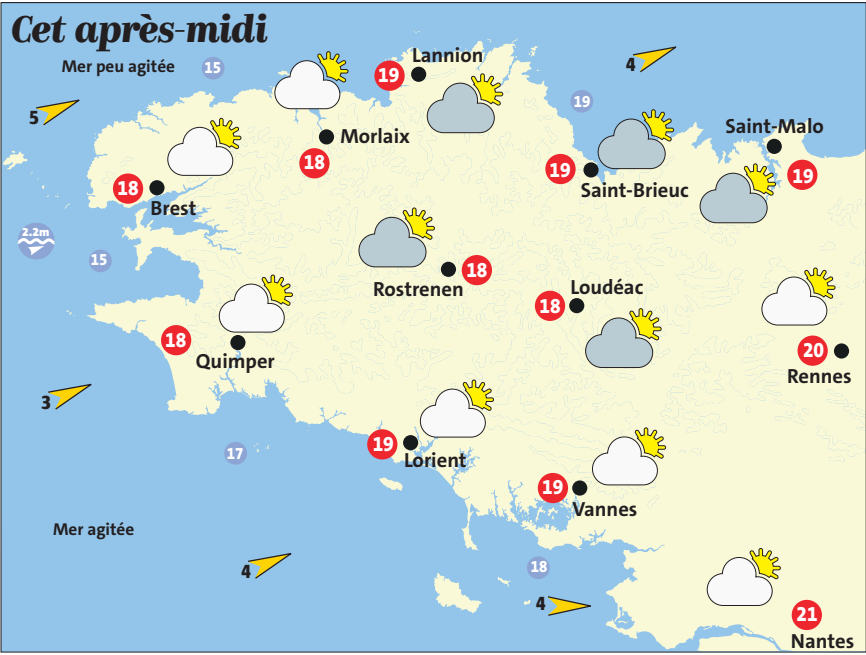 Cet après-midi
Mer peu agitée
15
5
Lannion
19
4
19
Morlaix
18
Saint-Malo
19
18
Brest
19
Saint-Brieuc
2.2m
15
18
Rostrenen
Loudéac
18
18
Quimper
20
Rennes
3
19
Lorient
17
19
Vannes
Mer agitée
4
18
4
21
Nantes